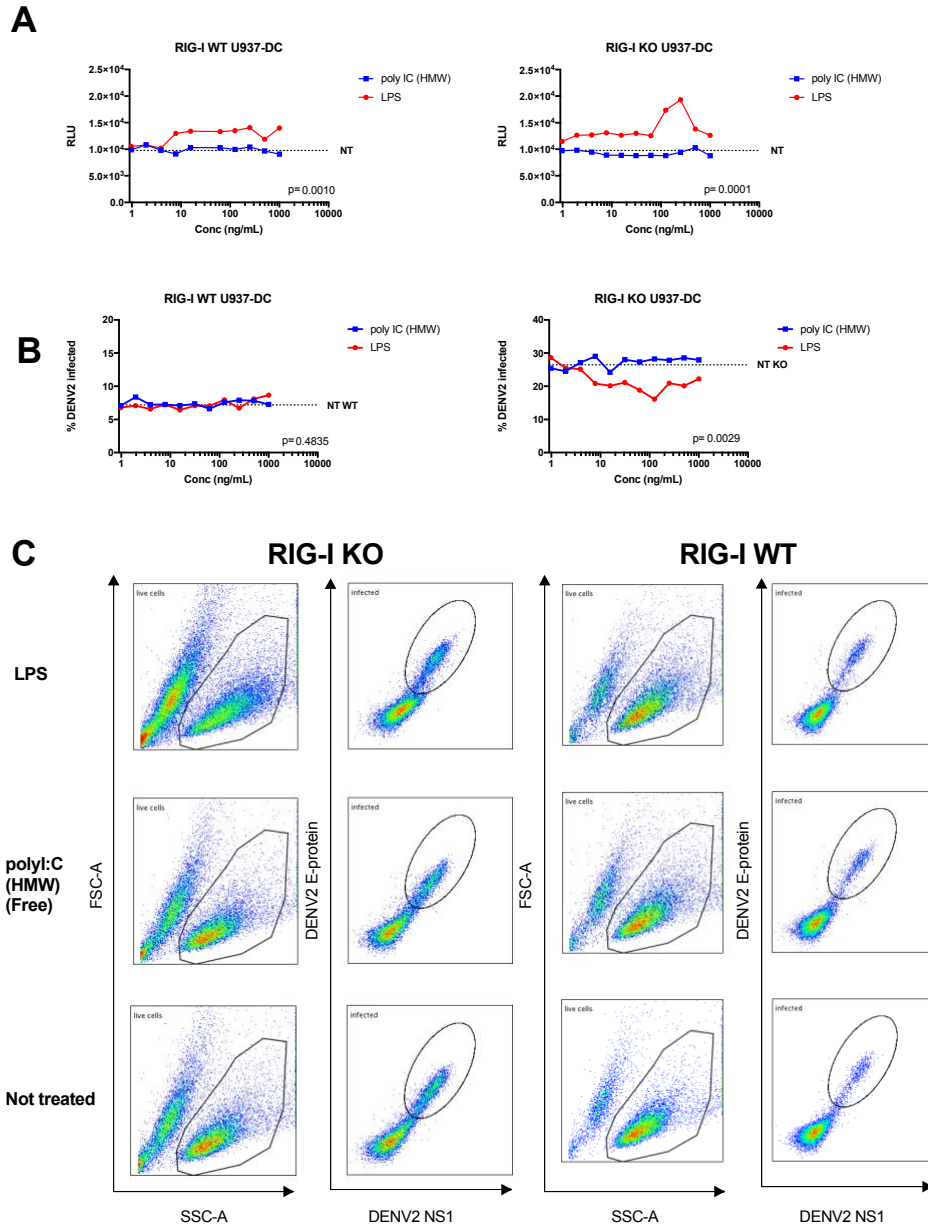 A
RIG-I WT U937-DC
2.5×10⁴
2.0×10⁴
1.5×10⁴
1.0×10⁴
5.0×10³
0.0
RLU
poly IC (HMW)
LPS
NT
p= 0.0010
1 10 100 1000 10000
Conc (ng/mL)
RIG-I KO U937-DC
2.5×10⁴
2.0×10⁴
1.5×10⁴
1.0×10⁴
5.0×10³
0.0
RLU
poly IC (HMW)
LPS
NT
p= 0.0001
1 10 100 1000 10000
Conc (ng/mL)
B
RIG-I WT U937-DC
20
15
10
5
0
% DENV2 infected
poly IC (HMW)
LPS
NT WT
p= 0.4835
1 10 100 1000 10000
Conc (ng/mL)
RIG-I KO U937-DC
40
30
20
10
0
% DENV2 infected
poly IC (HMW)
LPS
NT KO
p= 0.0029
1 10 100 1000 10000
Conc (ng/mL)
C
RIG-I KO RIG-I WT
LPS
live cells infected live cells infected
polyI:C
(HMW)
(Free)
live cells infected live cells infected
Not treated
live cells infected live cells infected
FSC-A DENV2 E-protein FSC-A DENV2 E-protein
SSC-A DENV2 NS1 SSC-A DENV2 NS1